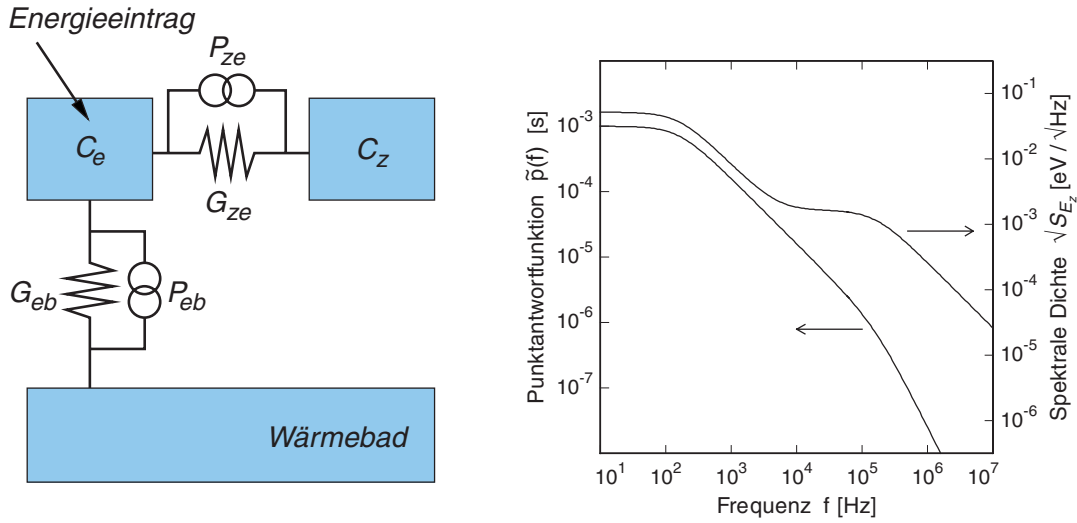 Energieeintrag
P_ze
C_e
C_z
G_ze
G_eb
P_eb
Wärmebad
Punktantwortfunktion p̃(f) [s]
10^-3
10^-4
10^-5
10^-6
10^-7
10^1
10^2
10^3
10^4
10^5
10^6
10^7
Frequenz f [Hz]
10^-1
10^-2
10^-3
10^-4
10^-5
10^-6
Spektrale Dichte √S_{E_z} [eV / √Hz]